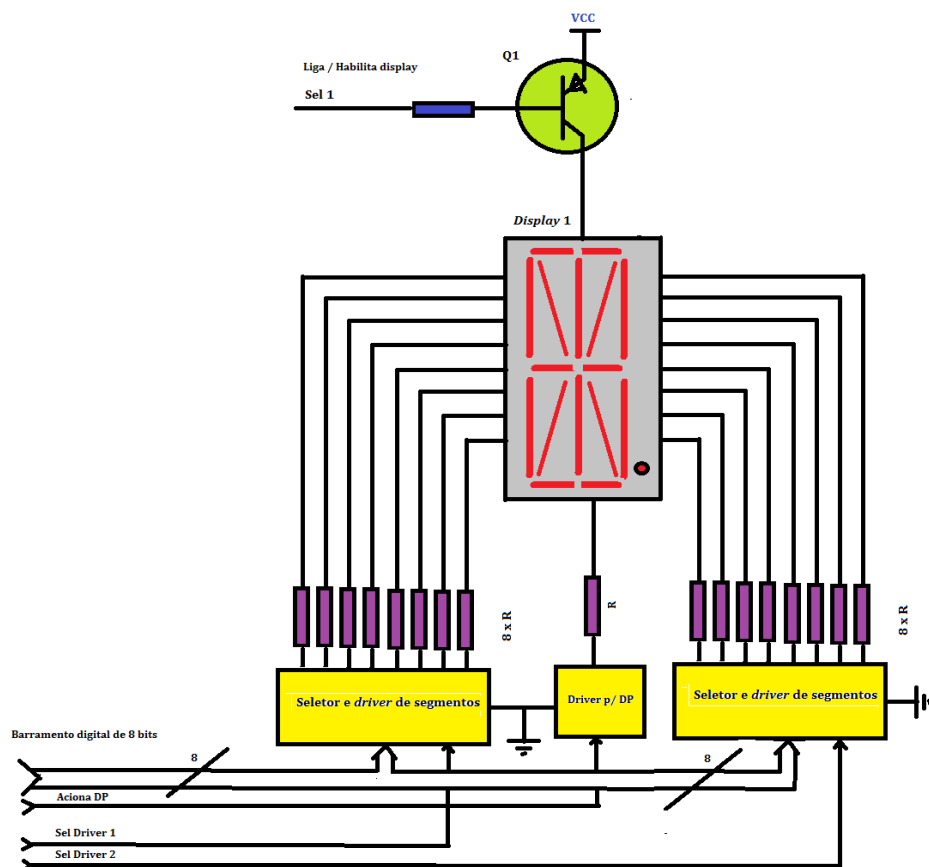 VCC
Q1
Liga / Habilita display
Sel 1
Display 1
8 x R
R
8 x R
Seletor e driver de segmentos
Driver p/ DP
Seletor e driver de segmentos
Barramento digital de 8 bits
8
8
Aciona DP
Sel Driver 1
Sel Driver 2